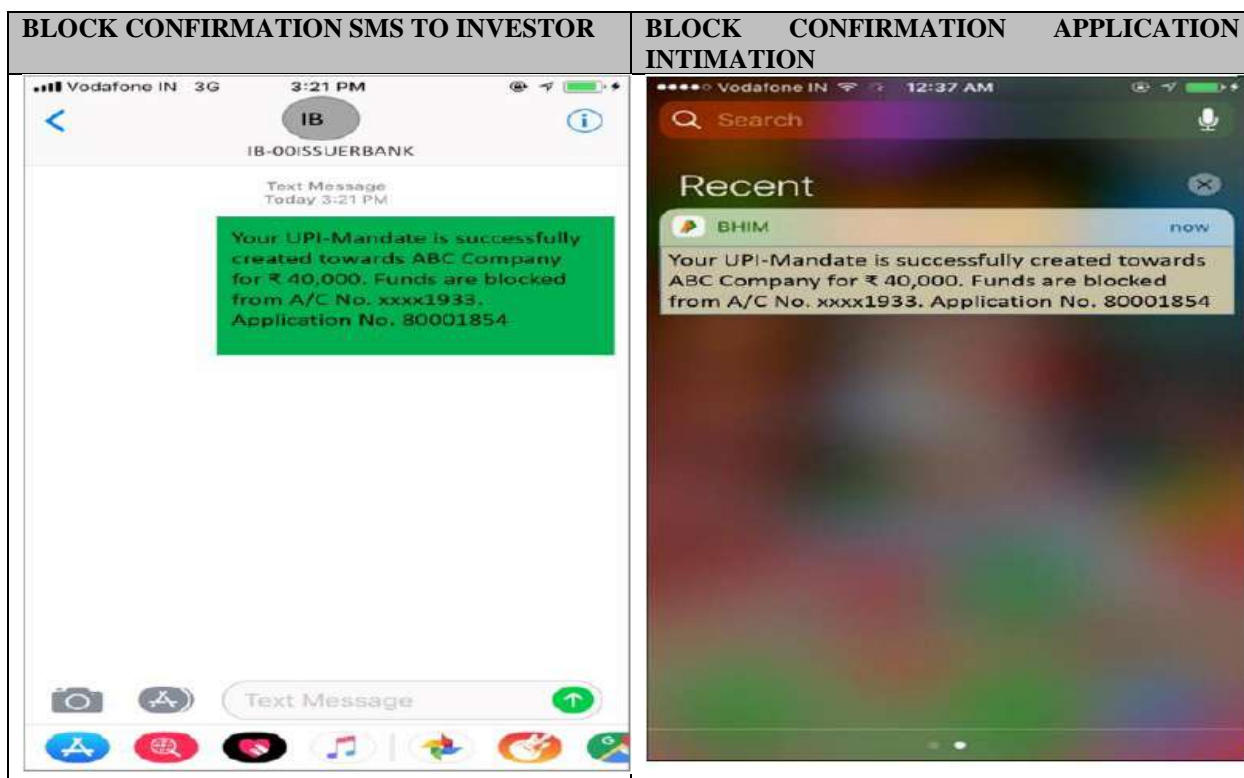 BLOCK CONFIRMATION SMS TO INVESTOR
BLOCK CONFIRMATION APPLICATION
INTIMATION
Vodafone IN 3G 3:21 PM
IB
IB-00ISSUERBANK
Text Message
Today 3:21 PM
Your UPI-Mandate is successfully
created towards ABC Company
for ₹ 40,000. Funds are blocked
from A/C No. xxxx1933.
Application No. 80001854
Text Message
Vodafone IN 12:37 AM
Search
Recent
BHIM now
Your UPI-Mandate is successfully created towards
ABC Company for ₹ 40,000. Funds are blocked
from A/C No. xxxx1933. Application No. 80001854